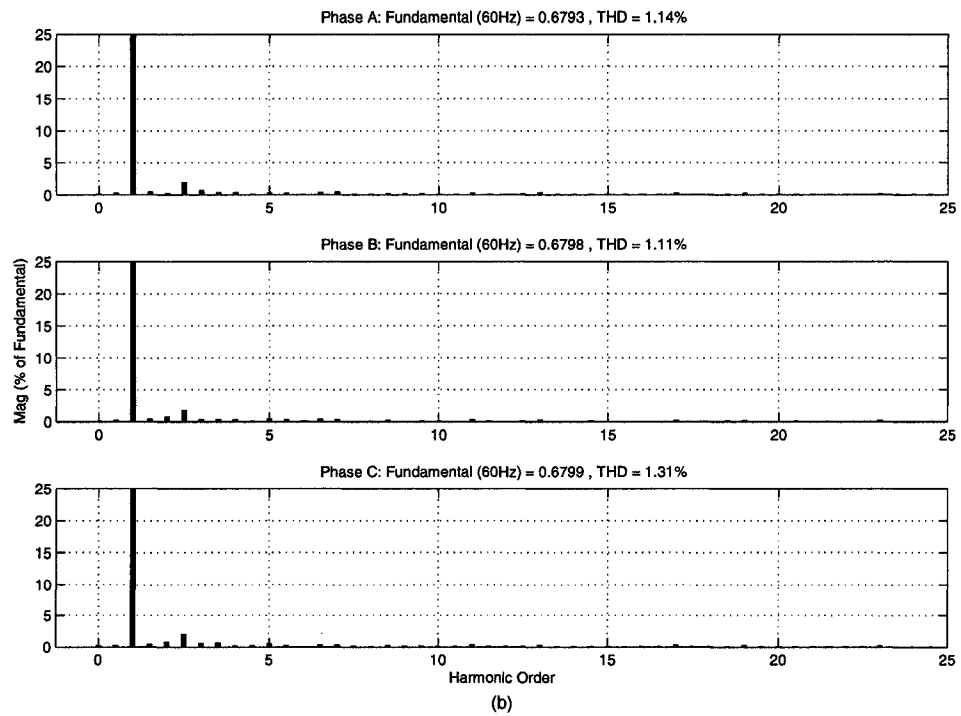 Phase A: Fundamental (60Hz) = 0.6793 , THD = 1.14%
25
20
15
10
5
0
0 5 10 15 20 25
Phase B: Fundamental (60Hz) = 0.6798 , THD = 1.11%
Mag (% of Fundamental)
25
20
15
10
5
0
0 5 10 15 20 25
Phase C: Fundamental (60Hz) = 0.6799 , THD = 1.31%
25
20
15
10
5
0
0 5 10 15 20 25
Harmonic Order
(b)